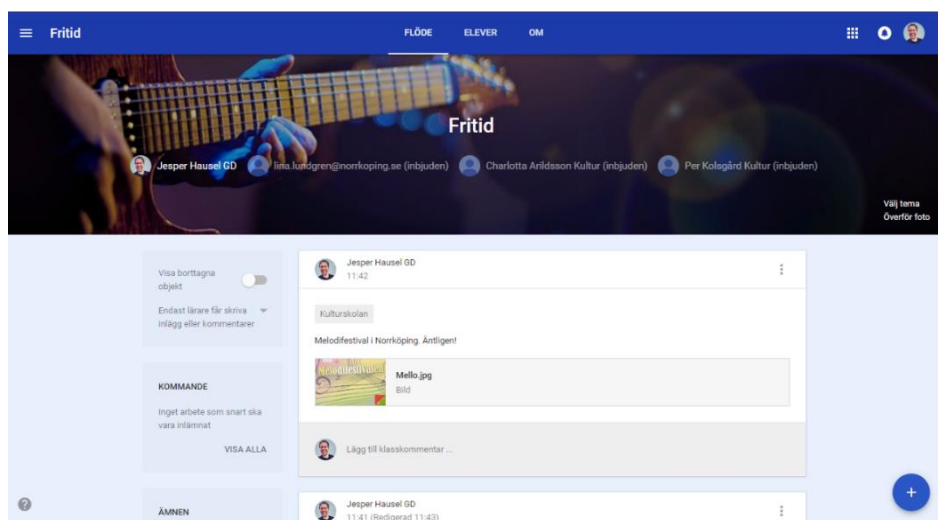 Fritid
FLÖDE ELEVER OM
Fritid
Jesper Hausel GD lina.lundgren@norrkoping.se (inbjuden) Charlotta Arildsson Kultur (inbjuden) Per Kolsgård Kultur (inbjuden)
Välj tema
Överför foto
Visa borttagna
objekt
Endast lärare får skriva
inlägg eller kommentarer
KOMMANDE
Inget arbete som snart ska
vara inlämnat
VISA ALLA
ÄMNEN
Jesper Hausel GD
11:42
Kulturskolan
Melodifestival i Norrköping. Äntligen!
Melodifestivalen
Mello.jpg
Bild
Lägg till klasskommentar ...
Jesper Hausel GD
11:41 (Redigerad 11:43)